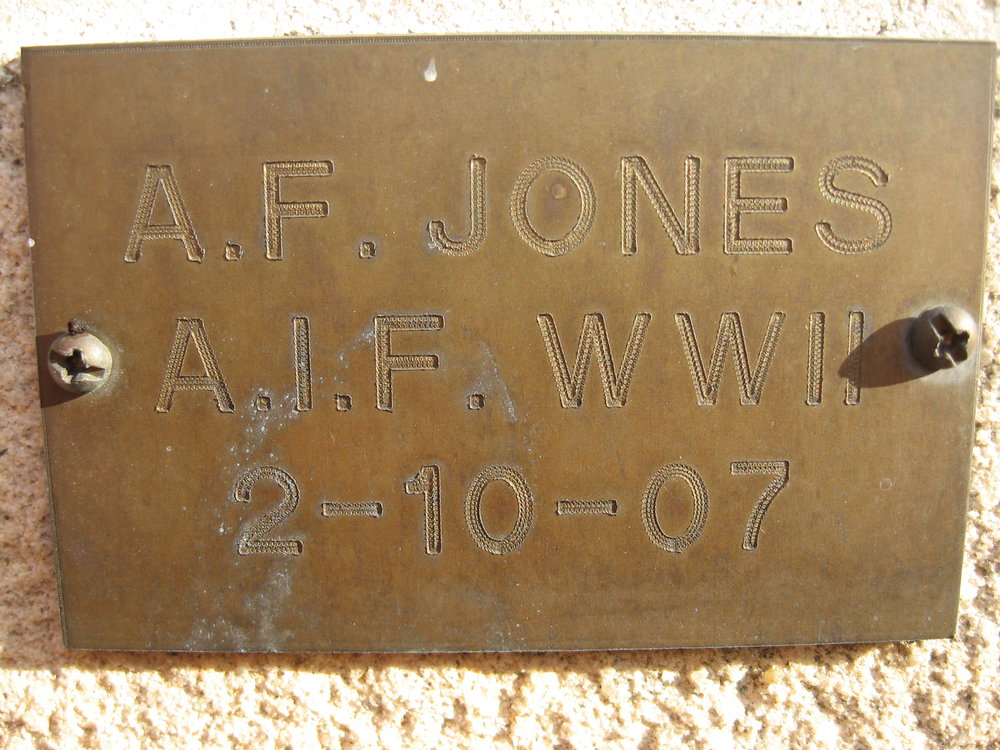 A.F. JONES
A.I.F. WWII
2-10-07